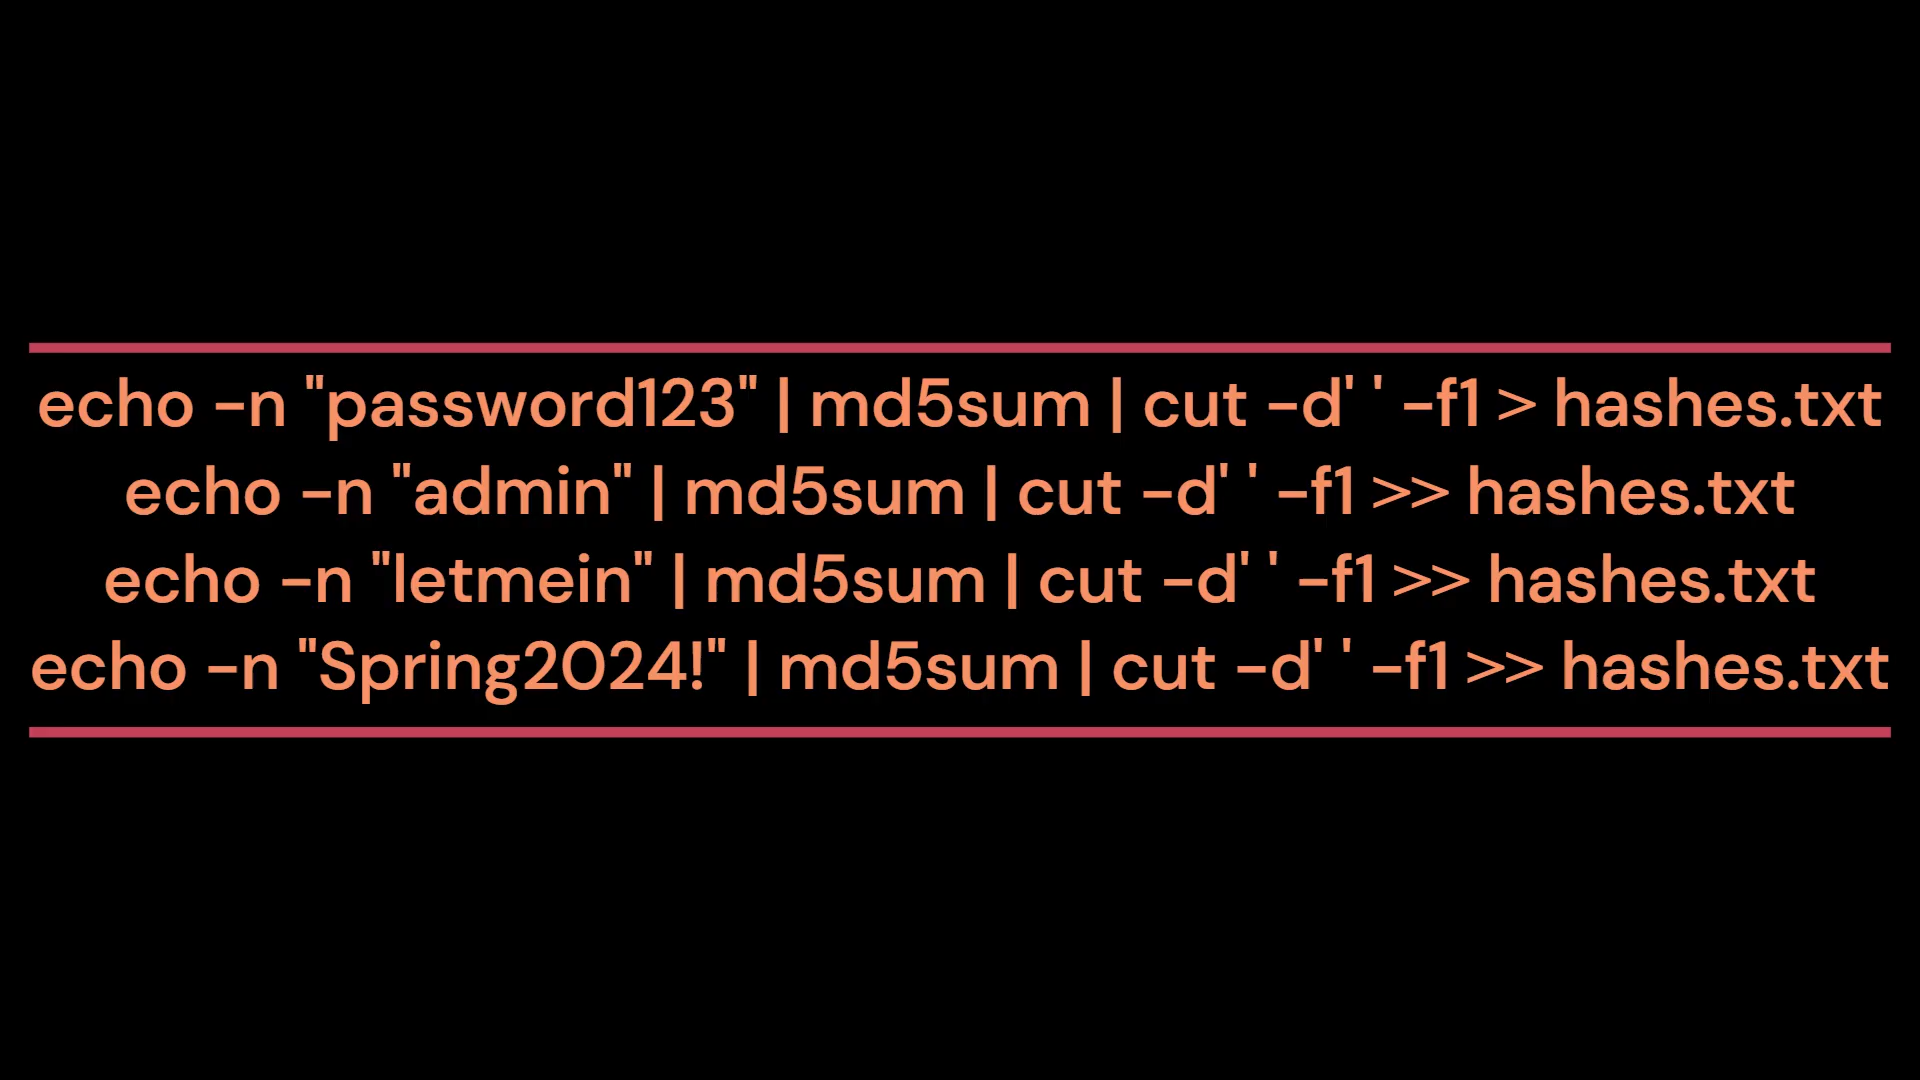 echo -n "password123" | md5sum | cut -d' ' -f1 > hashes.txt
echo -n "admin" | md5sum | cut -d' ' -f1 >> hashes.txt
echo -n "letmein" | md5sum | cut -d' ' -f1 >> hashes.txt
echo -n "Spring2024!" | md5sum | cut -d' ' -f1 >> hashes.txt